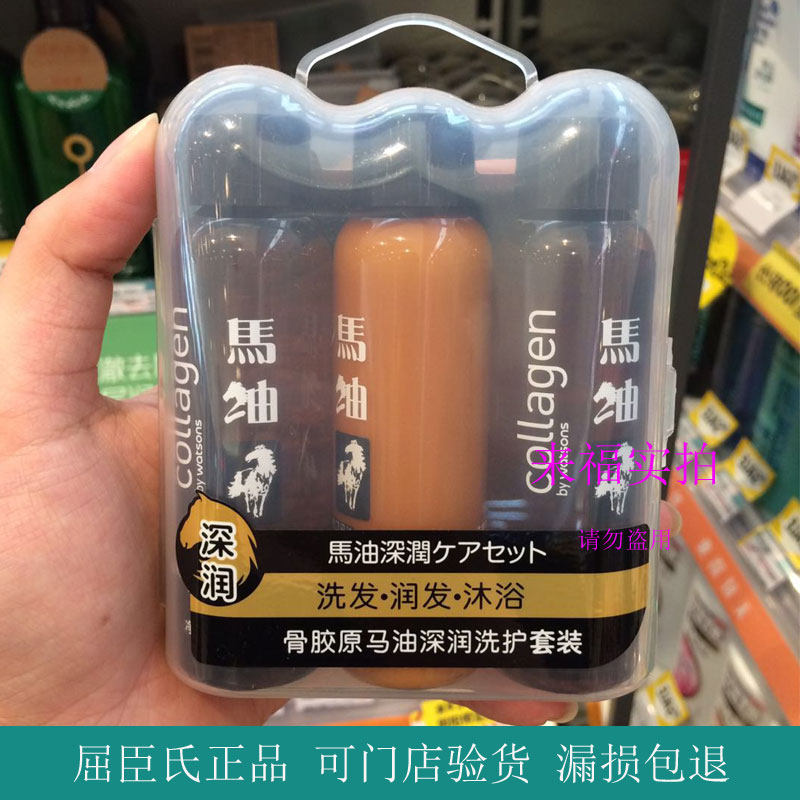 馬油
collagen
by watsons
馬油
collagen
by watsons
馬油
来福实拍
请勿盗用
深润
馬油深潤ケアセット
洗发·润发·沐浴
骨胶原马油深润洗护套装
撤去
屈臣氏正品 可门店验货 漏损包退